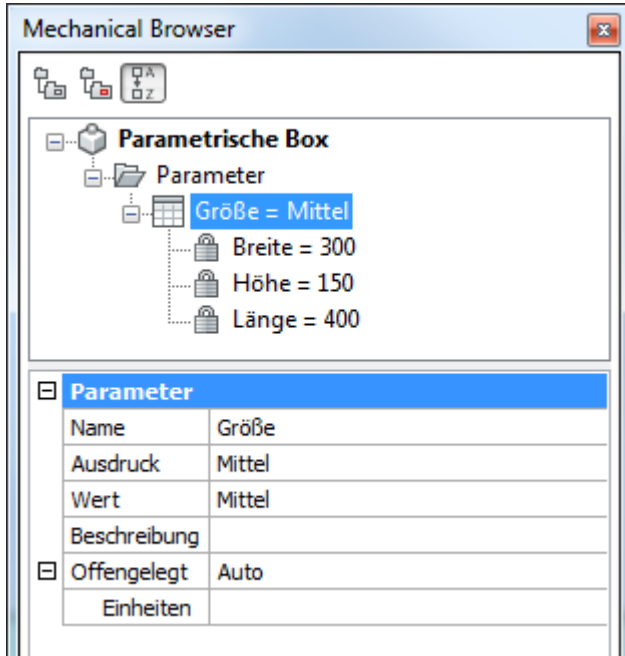 Mechanical Browser
Parametrische Box
Parameter
Größe = Mittel
Breite = 300
Höhe = 150
Länge = 400
Parameter
Name Größe
Ausdruck Mittel
Wert Mittel
Beschreibung
Offengelegt Auto
Einheiten